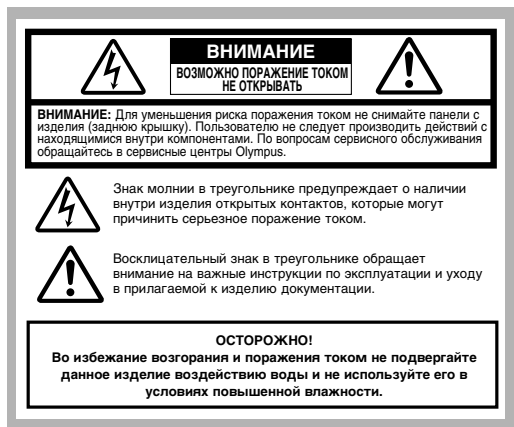 ВНИМАНИЕ
ВОЗМОЖНО ПОРАЖЕНИЕ ТОКОМ
НЕ ОТКРЫВАТЬ
ВНИМАНИЕ: Для уменьшения риска поражения током не снимайте панели с
изделия (заднюю крышку). Пользователю не следует производить действий с
находящимися внутри компонентами. По вопросам сервисного обслуживания
обращайтесь в сервисные центры Olympus.
Знак молнии в треугольнике предупреждает о наличии
внутри изделия открытых контактов, которые могут
причинить серьезное поражение током.
Восклицательный знак в треугольнике обращает
внимание на важные инструкции по эксплуатации и уходу
в прилагаемой к изделию документации.
ОСТОРОЖНО!
Во избежание возгорания и поражения током не подвергайте
данное изделие воздействию воды и не используйте его в
условиях повышенной влажности.